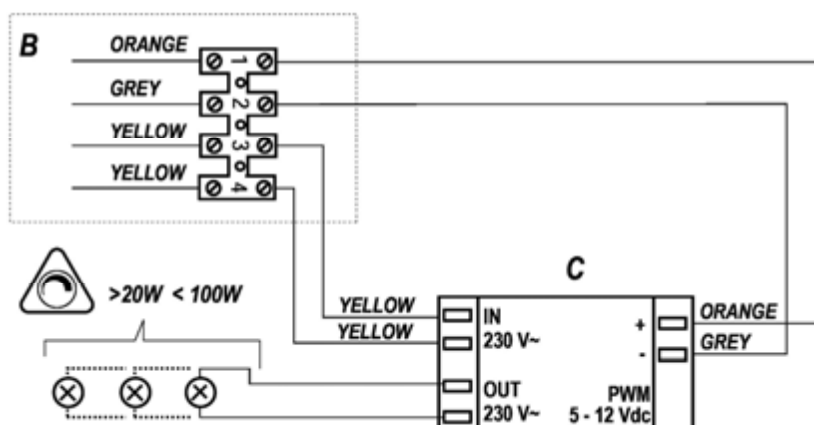 B
ORANGE
1
GREY
2
YELLOW
3
YELLOW
4
>20W < 100W
C
YELLOW
IN
+
ORANGE
YELLOW
230 V~
-
GREY
OUT
PWM
230 V~
5 - 12 Vdc